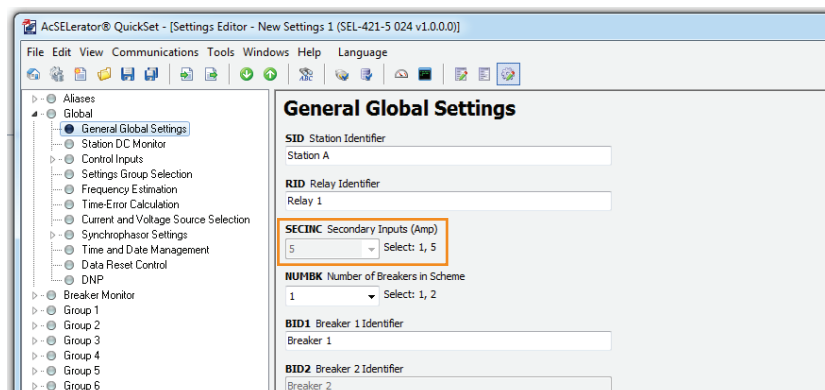 AcSELerator® QuickSet - [Settings Editor - New Settings 1 (SEL-421-5 024 v1.0.0.0)]
File Edit View Communications Tools Windows Help Language
ABC
Aliases
Global
General Global Settings
Station DC Monitor
Control Inputs
Settings Group Selection
Frequency Estimation
Time-Error Calculation
Current and Voltage Source Selection
Synchrophasor Settings
Time and Date Management
Data Reset Control
DNP
Breaker Monitor
Group 1
Group 2
Group 3
Group 4
Group 5
Group 6
General Global Settings
SID Station Identifier
Station A
RID Relay Identifier
Relay 1
SECINC Secondary Inputs (Amp)
5 Select: 1, 5
NUMBK Number of Breakers in Scheme
1 Select: 1, 2
BID1 Breaker 1 Identifier
Breaker 1
BID2 Breaker 2 Identifier
Breaker 2